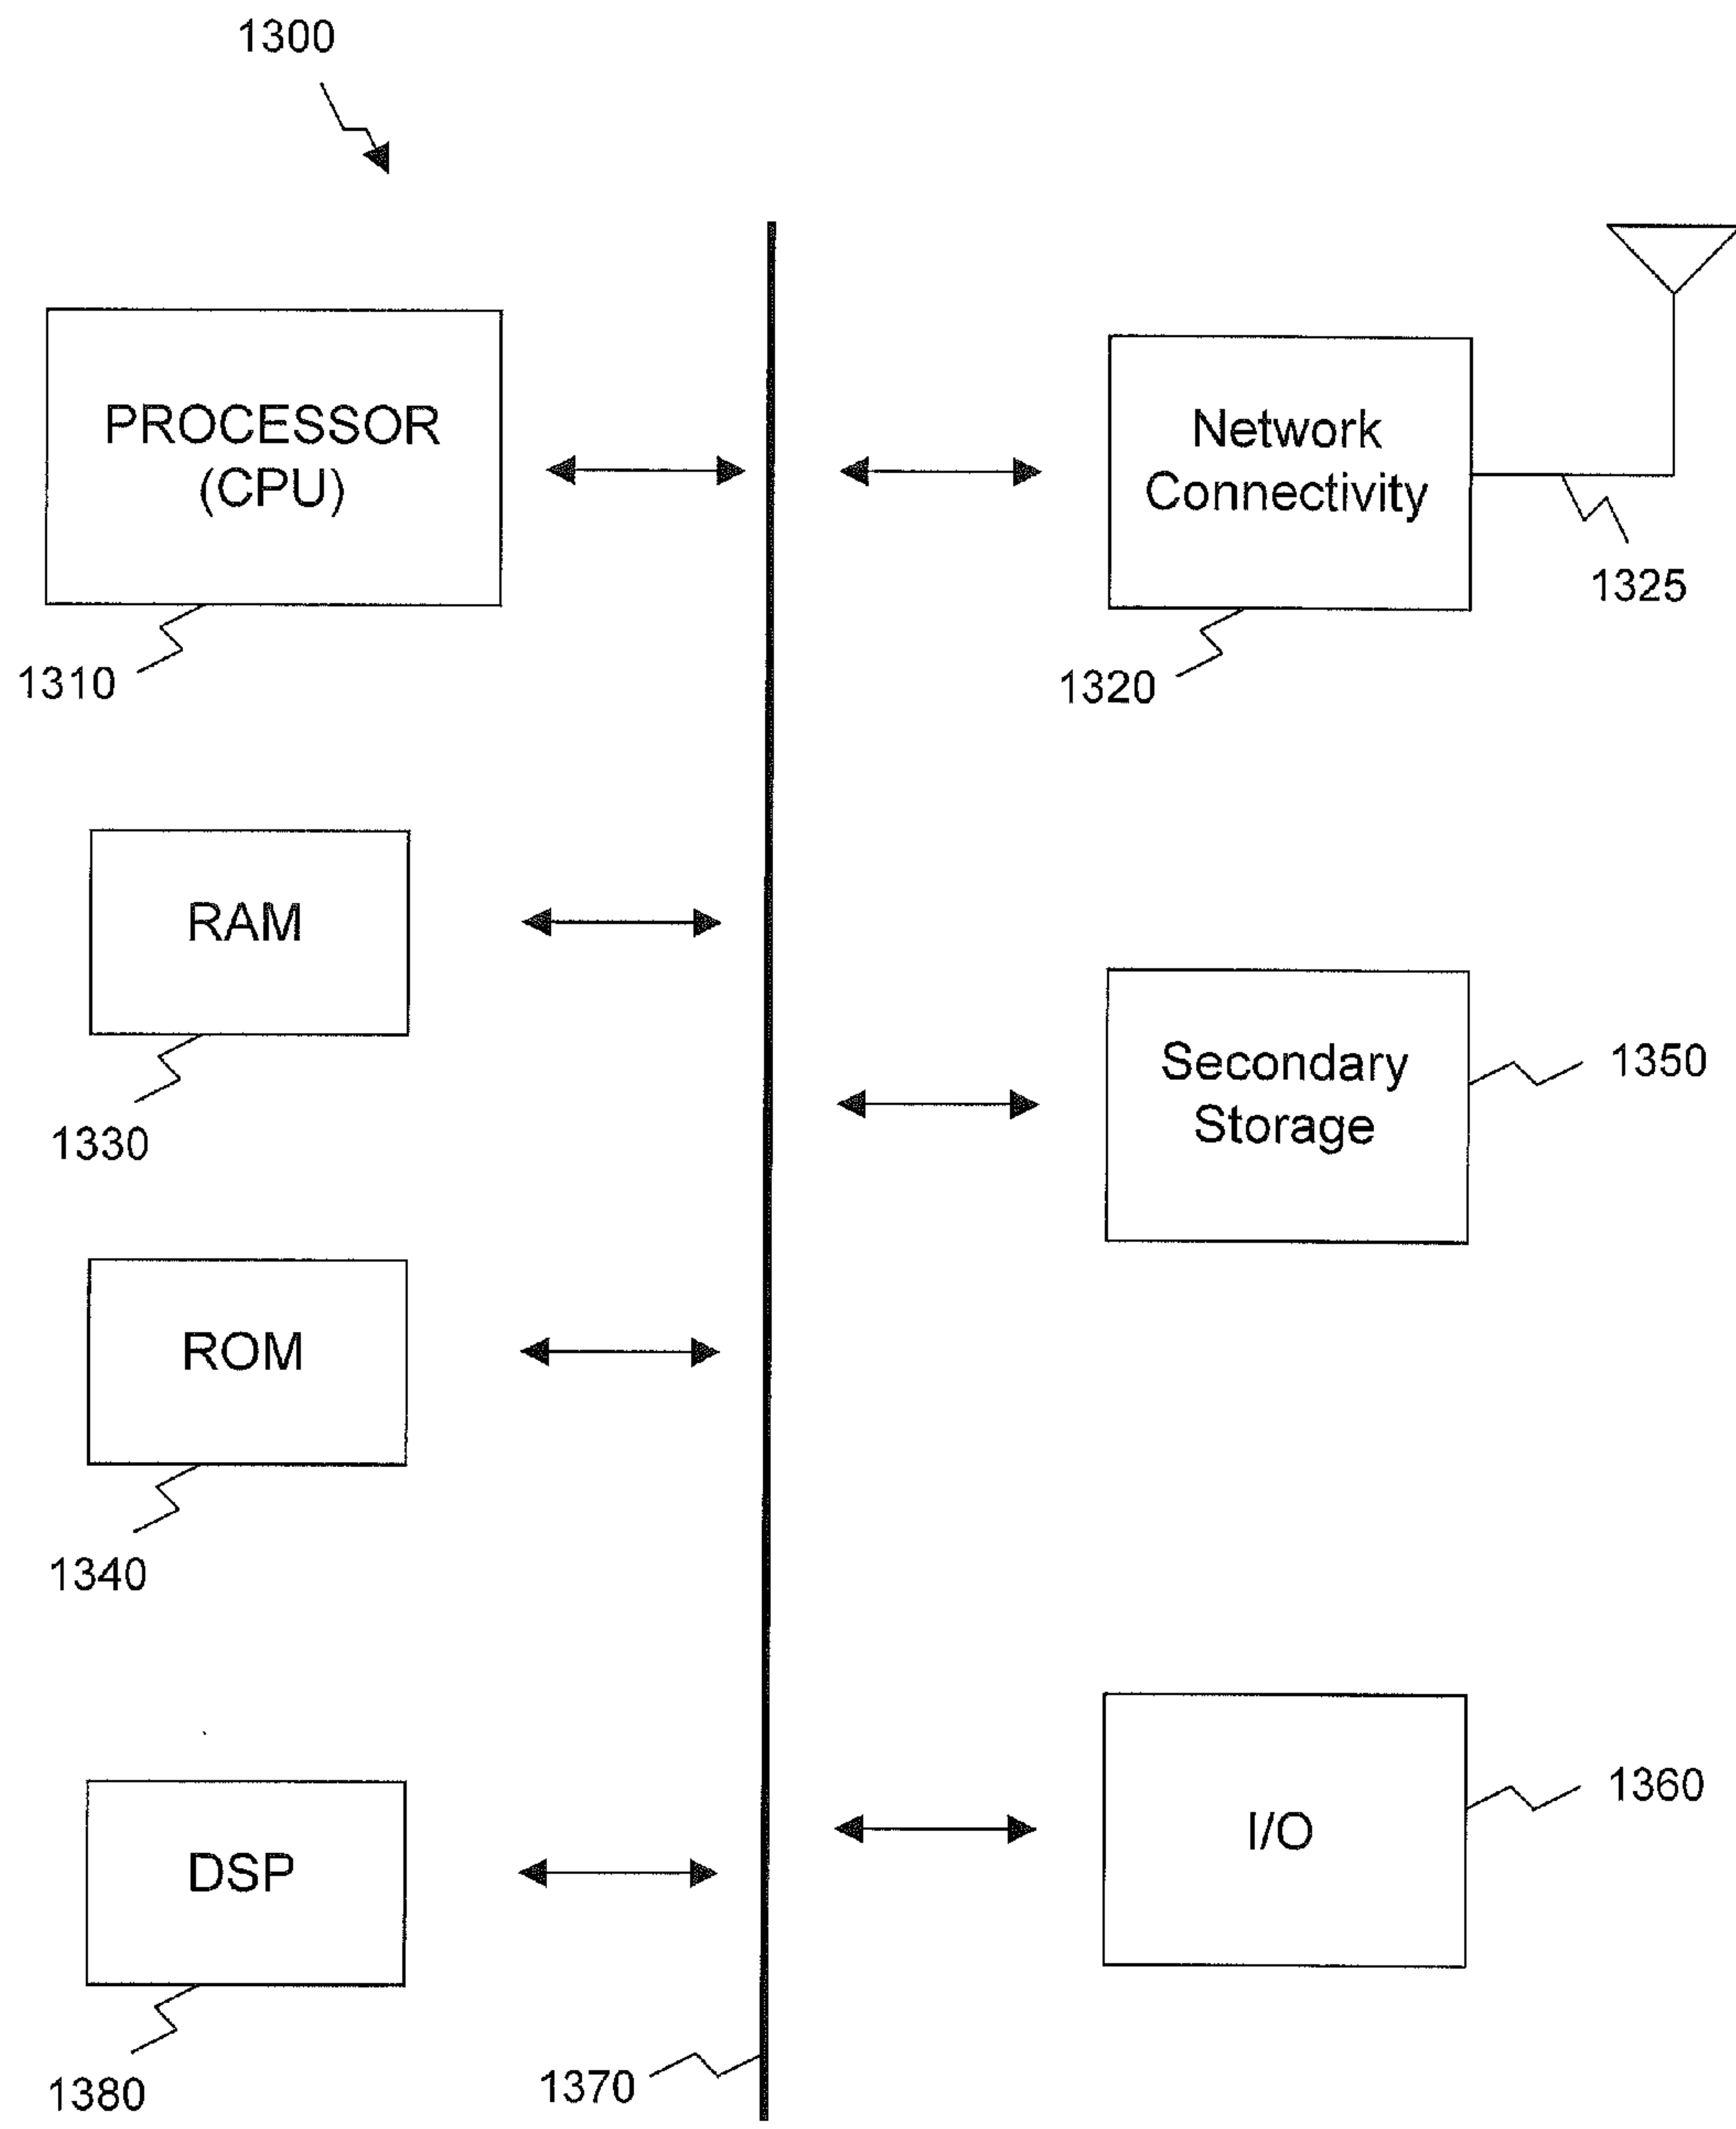 1300
PROCESSOR
(CPU)
1310
Network
Connectivity
1325
1320
RAM
1330
Secondary
Storage
1350
ROM
1340
I/O
1360
DSP
1380
1370